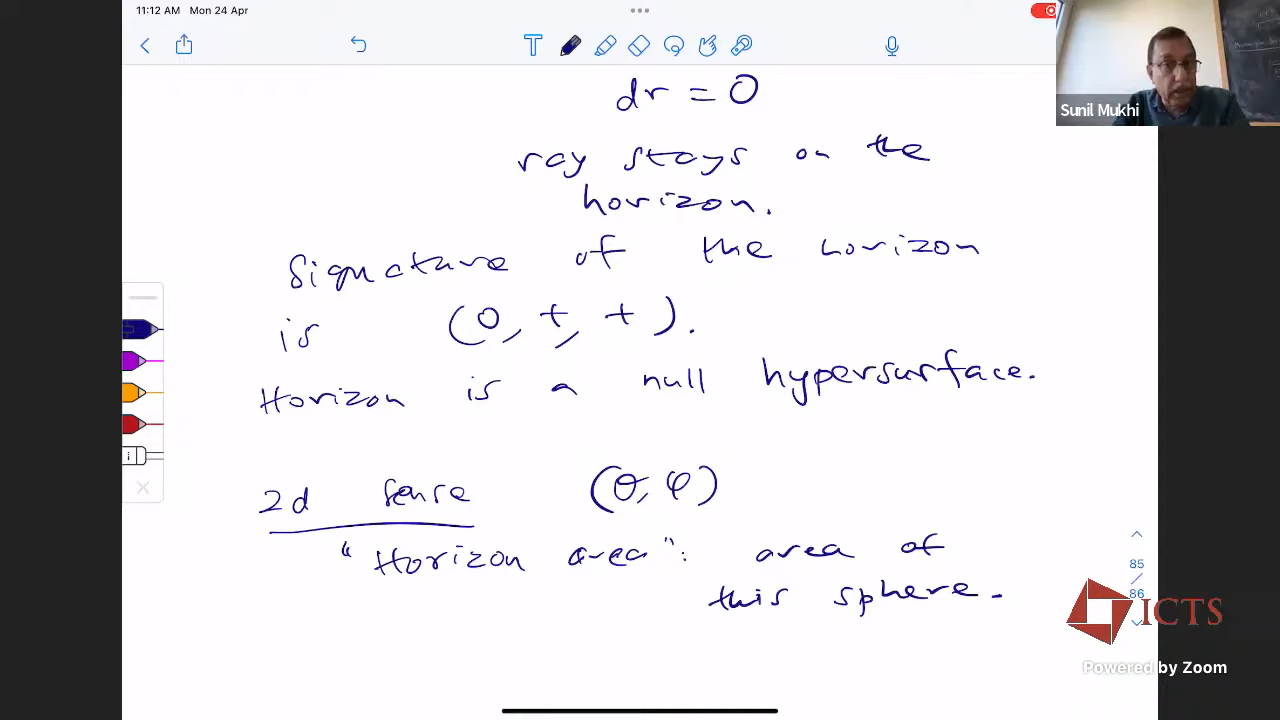 11:12 AM Mon 24 Apr
Sunil Mukhi
dr = 0
ray stays on the
horizon.
Signature of the horizon
is (0, +, +).
Horizon is a null hypersurface.
2d sense (θ, φ)
"Horizon area": area of
this sphere.
85
/
86
ICTS
Powered by Zoom